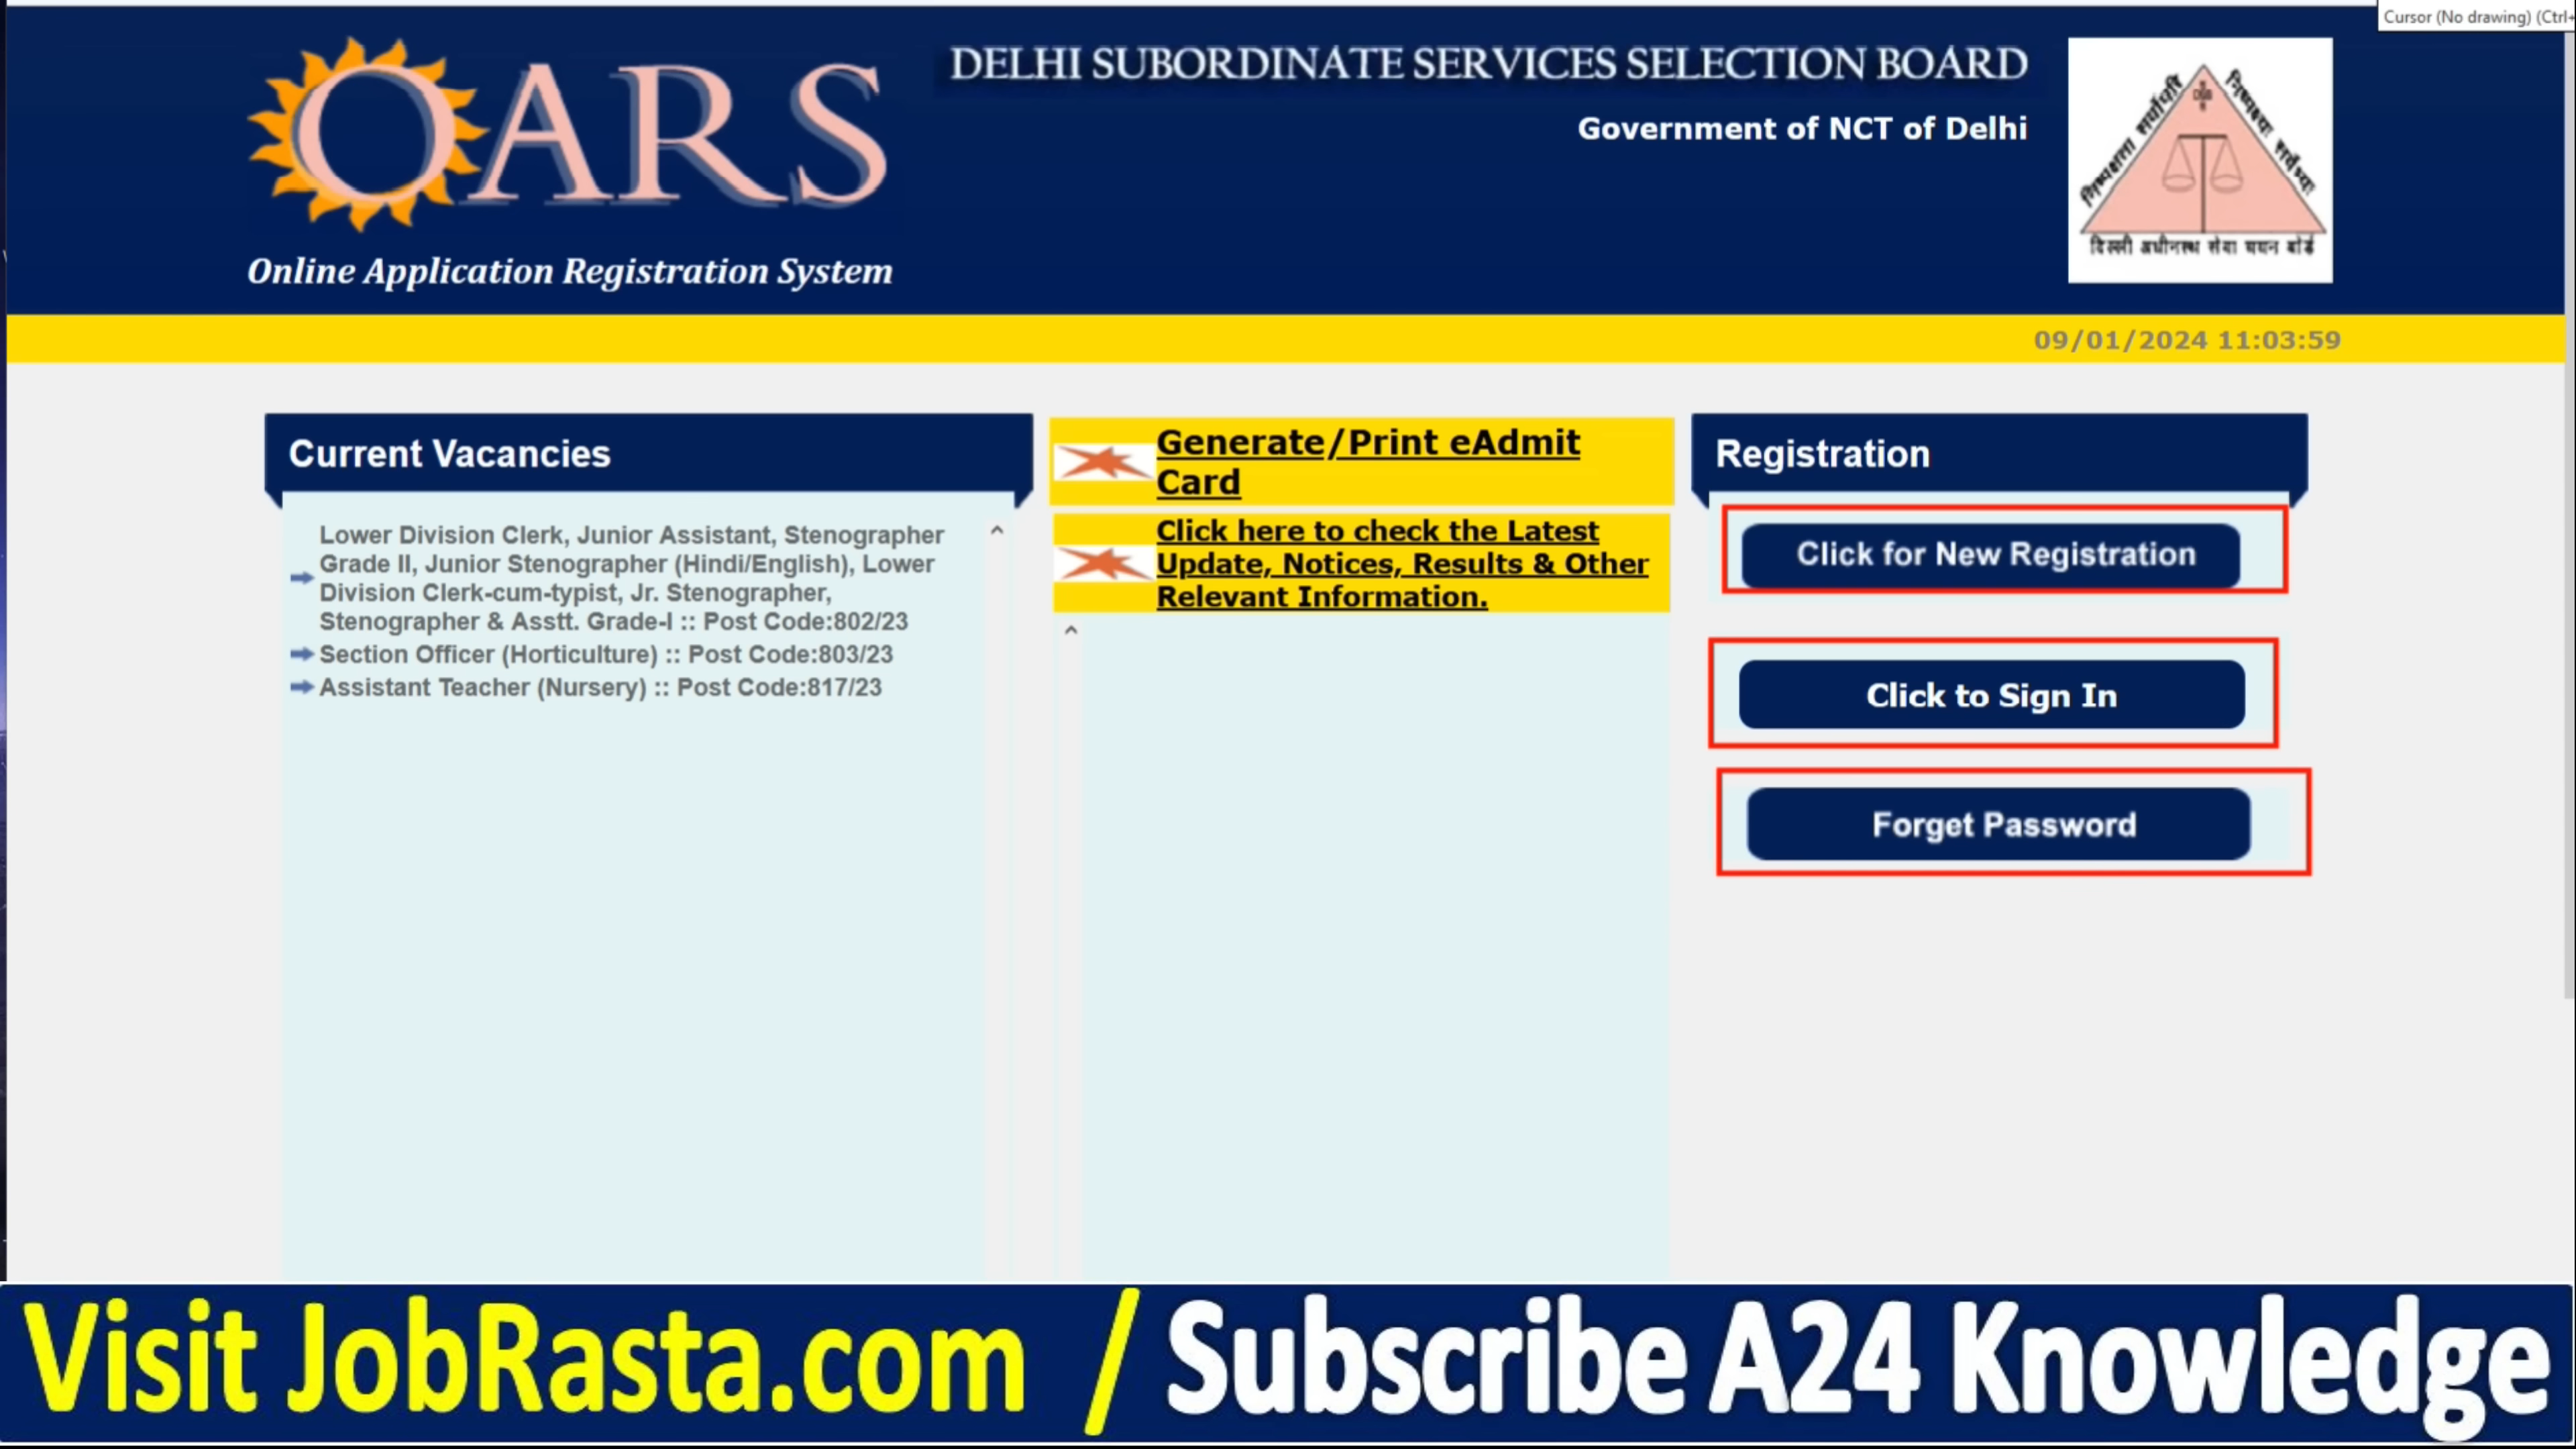 Cursor (No drawing) (Ctrl+
OARS
Online Application Registration System
DELHI SUBORDINATE SERVICES SELECTION BOARD
Government of NCT of Delhi
दिल्ली अधीनस्थ सेवा चयन बोर्ड
09/01/2024 11:03:59
Current Vacancies
Lower Division Clerk, Junior Assistant, Stenographer
Grade II, Junior Stenographer (Hindi/English), Lower
Division Clerk-cum-typist, Jr. Stenographer,
Stenographer & Asstt. Grade-I :: Post Code:802/23
Section Officer (Horticulture) :: Post Code:803/23
Assistant Teacher (Nursery) :: Post Code:817/23
Generate/Print eAdmit
Card
Click here to check the Latest
Update, Notices, Results & Other
Relevant Information.
Registration
Click for New Registration
Click to Sign In
Forget Password
Visit JobRasta.com / Subscribe A24 Knowledge